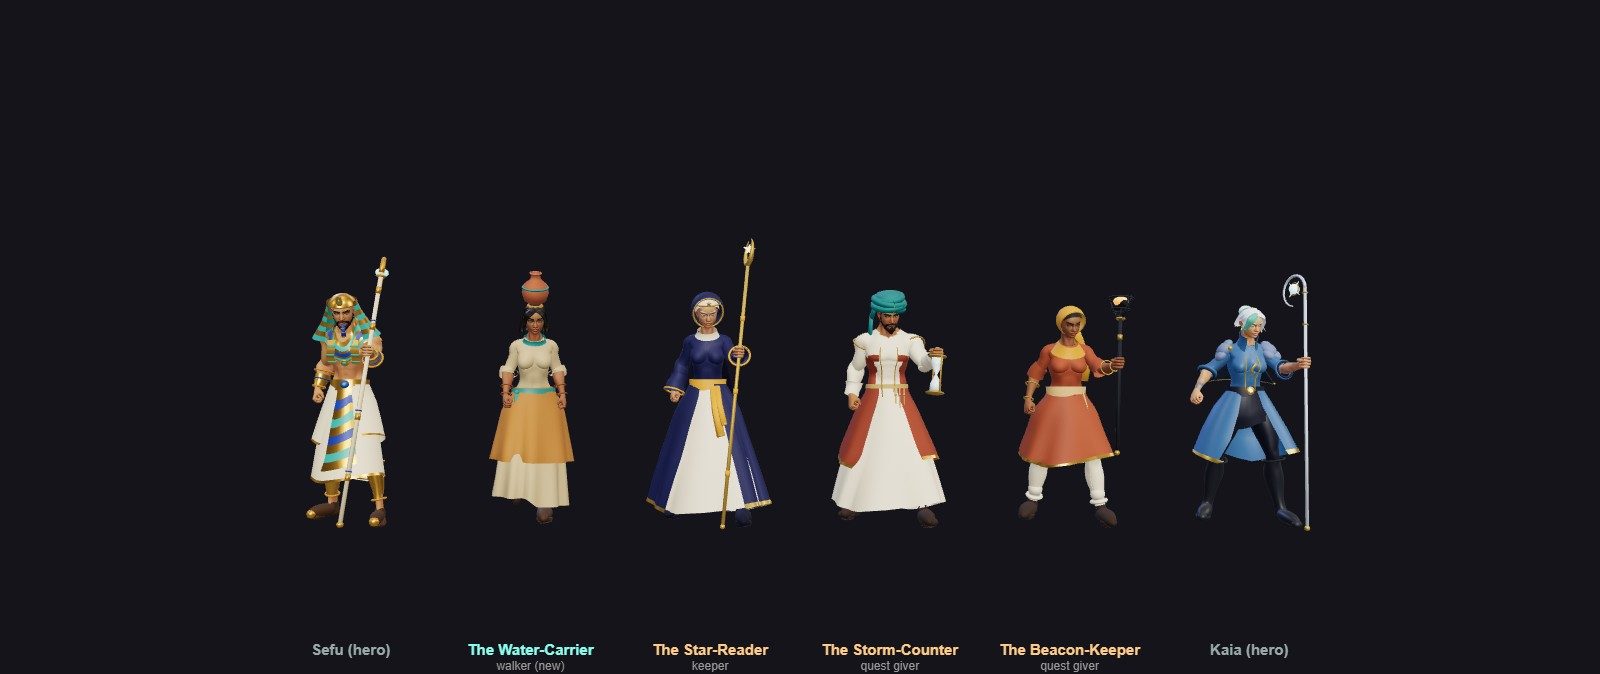 Sefu (hero)
The Water-Carrier
walker (new)
The Star-Reader
keeper
The Storm-Counter
quest giver
The Beacon-Keeper
quest giver
Kaia (hero)